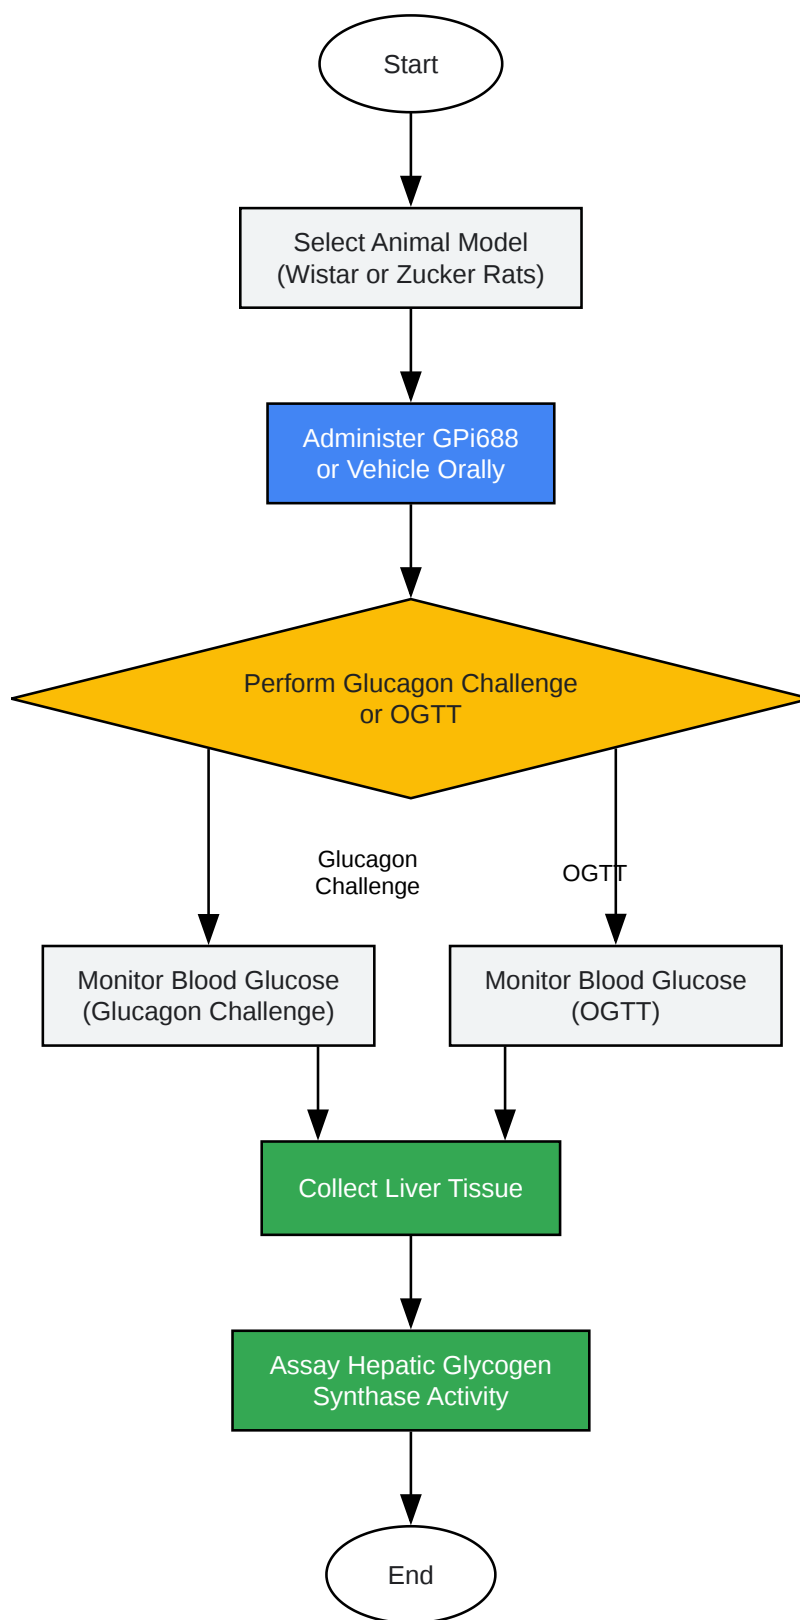 Start
Select Animal Model
(Wistar or Zucker Rats)
Administer GPi688
or Vehicle Orally
Perform Glucagon Challenge
or OGTT
Glucagon
Challenge
OGTT
Monitor Blood Glucose
(Glucagon Challenge)
Monitor Blood Glucose
(OGTT)
Collect Liver Tissue
Assay Hepatic Glycogen
Synthase Activity
End